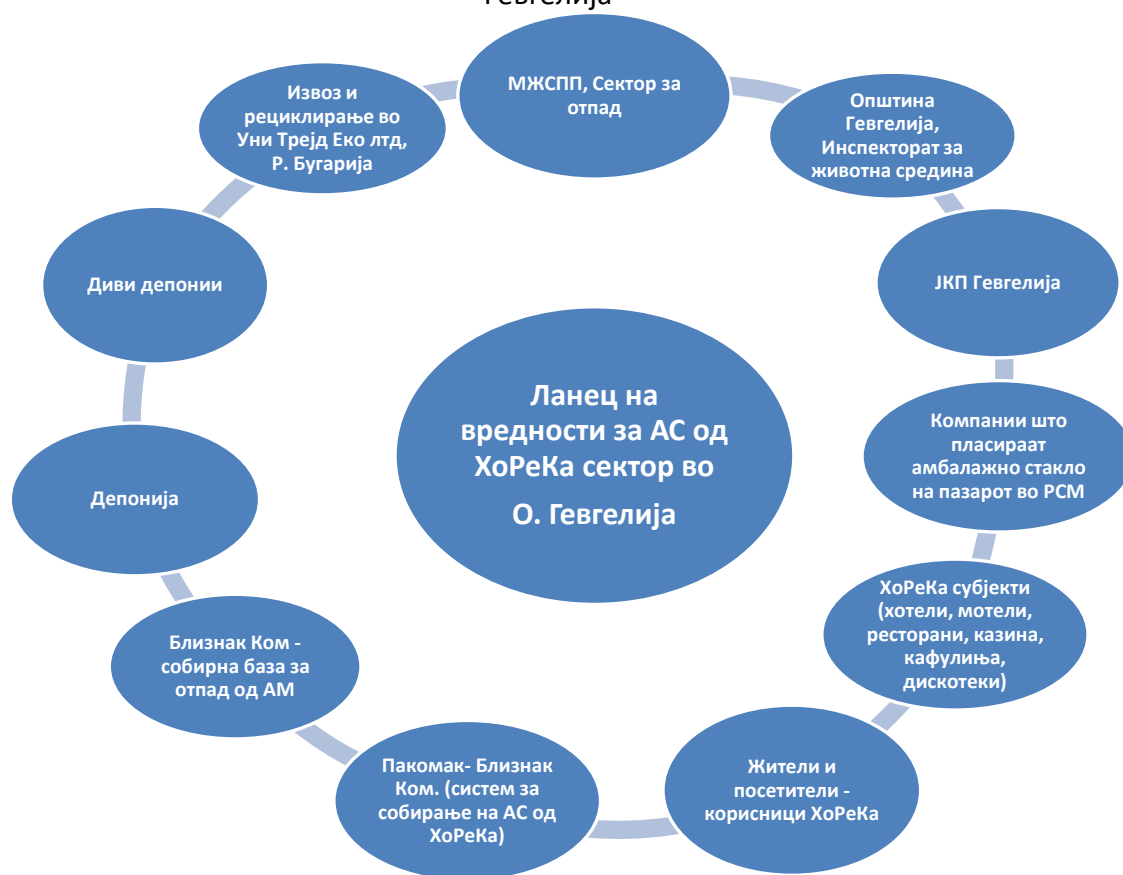 Гевгелија
МЖСПП, Сектор за
отпад
Општина
Гевгелија,
Инспекторат за
животна средина
ЈКП Гевгелија
Компании што
пласираат
амбалажно стакло
на пазарот во РСМ
ХоРеКа субјекти
(хотели, мотели,
ресторани, казина,
кафулиња,
дискотеки)
Жители и
посетители -
корисници ХоРеКа
Пакомак- Близнак
Ком. (систем за
собирање на АС од
ХоРеКа)
Близнак Ком -
собирна база за
отпад од АМ
Депонија
Диви депонии
Извоз и
рециклирање во
Уни Трејд Еко лтд,
Р. Бугарија
Ланец на
вредности за АС од
ХоРеКа сектор во
О. Гевгелија